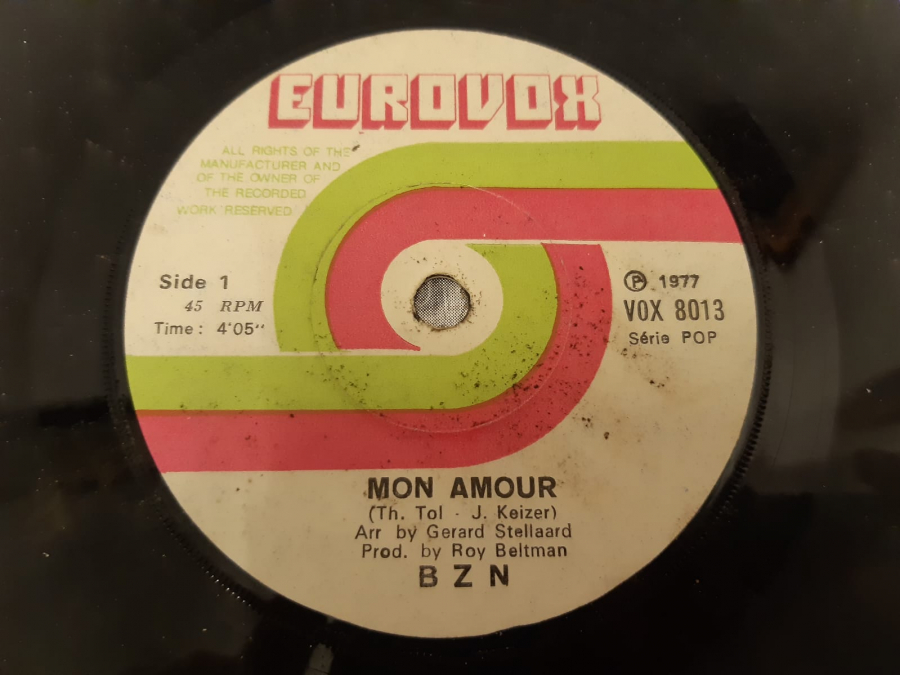 EUROVOX
ALL RIGHTS OF THE
MANUFACTURER AND
OF THE OWNER OF
THE RECORDED
WORK RESERVED
Side 1
45 RPM
Time: 4'05"
Ⓟ 1977
VOX 8013
Série POP
MON AMOUR
(Th. Tol - J. Keizer)
Arr by Gerard Stellaard
Prod. by Roy Beltman
B Z N